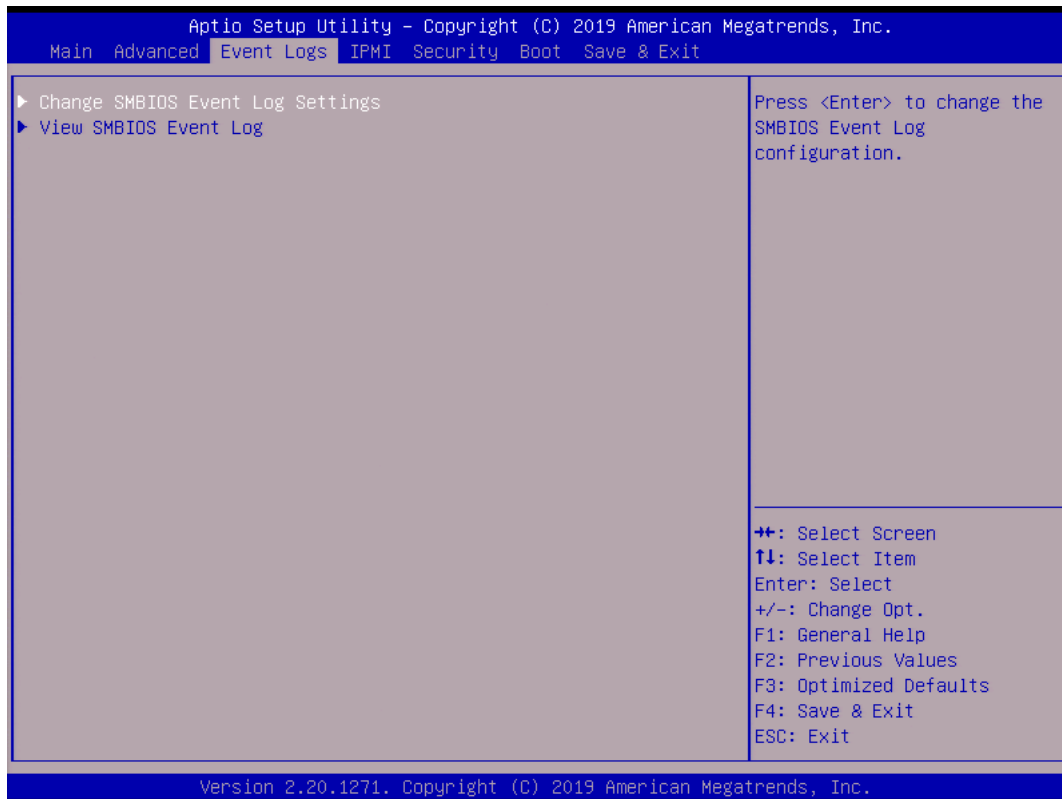 Aptio Setup Utility – Copyright (C) 2019 American Megatrends, Inc.
Main Advanced Event Logs IPMI Security Boot Save & Exit
▶ Change SMBIOS Event Log Settings
▶ View SMBIOS Event Log
Press <Enter> to change the
SMBIOS Event Log
configuration.
→←: Select Screen
↑↓: Select Item
Enter: Select
+/-: Change Opt.
F1: General Help
F2: Previous Values
F3: Optimized Defaults
F4: Save & Exit
ESC: Exit
Version 2.20.1271. Copyright (C) 2019 American Megatrends, Inc.